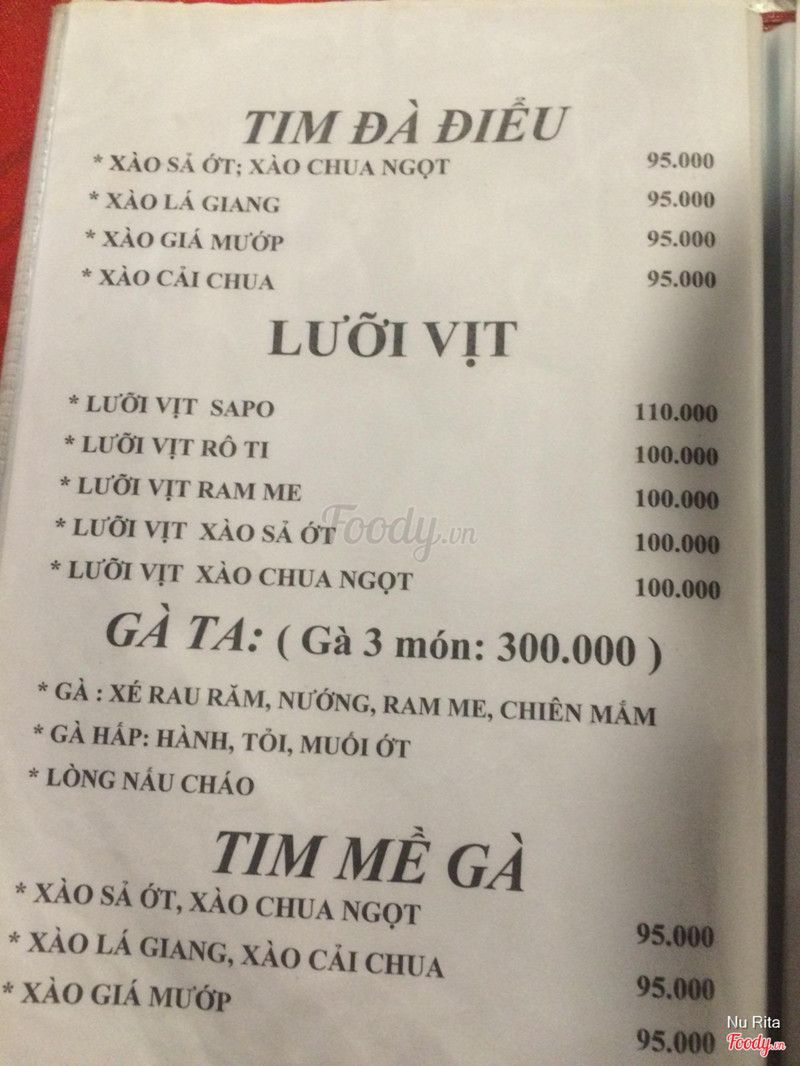 TIM ĐÀ ĐIỂU
* XÀO SẢ ỚT; XÀO CHUA NGỌT 95.000
* XÀO LÁ GIANG 95.000
* XÀO GIÁ MƯỚP 95.000
* XÀO CẢI CHUA 95.000
LƯỠI VỊT
* LƯỠI VỊT SAPO 110.000
* LƯỠI VỊT RÔ TI 100.000
* LƯỠI VỊT RAM ME 100.000
* LƯỠI VỊT XÀO SẢ ỚT 100.000
* LƯỠI VỊT XÀO CHUA NGỌT 100.000
Foody.vn
GÀ TA: ( Gà 3 món: 300.000 )
* GÀ : XÉ RAU RĂM, NƯỚNG, RAM ME, CHIÊN MẮM
* GÀ HẤP: HÀNH, TỎI, MUỐI ỚT
* LÒNG NẤU CHÁO
TIM MỀ GÀ
* XÀO SẢ ỚT, XÀO CHUA NGỌT 95.000
* XÀO LÁ GIANG, XÀO CẢI CHUA 95.000
* XÀO GIÁ MƯỚP 95.000
Nu Rita
Foody.vn